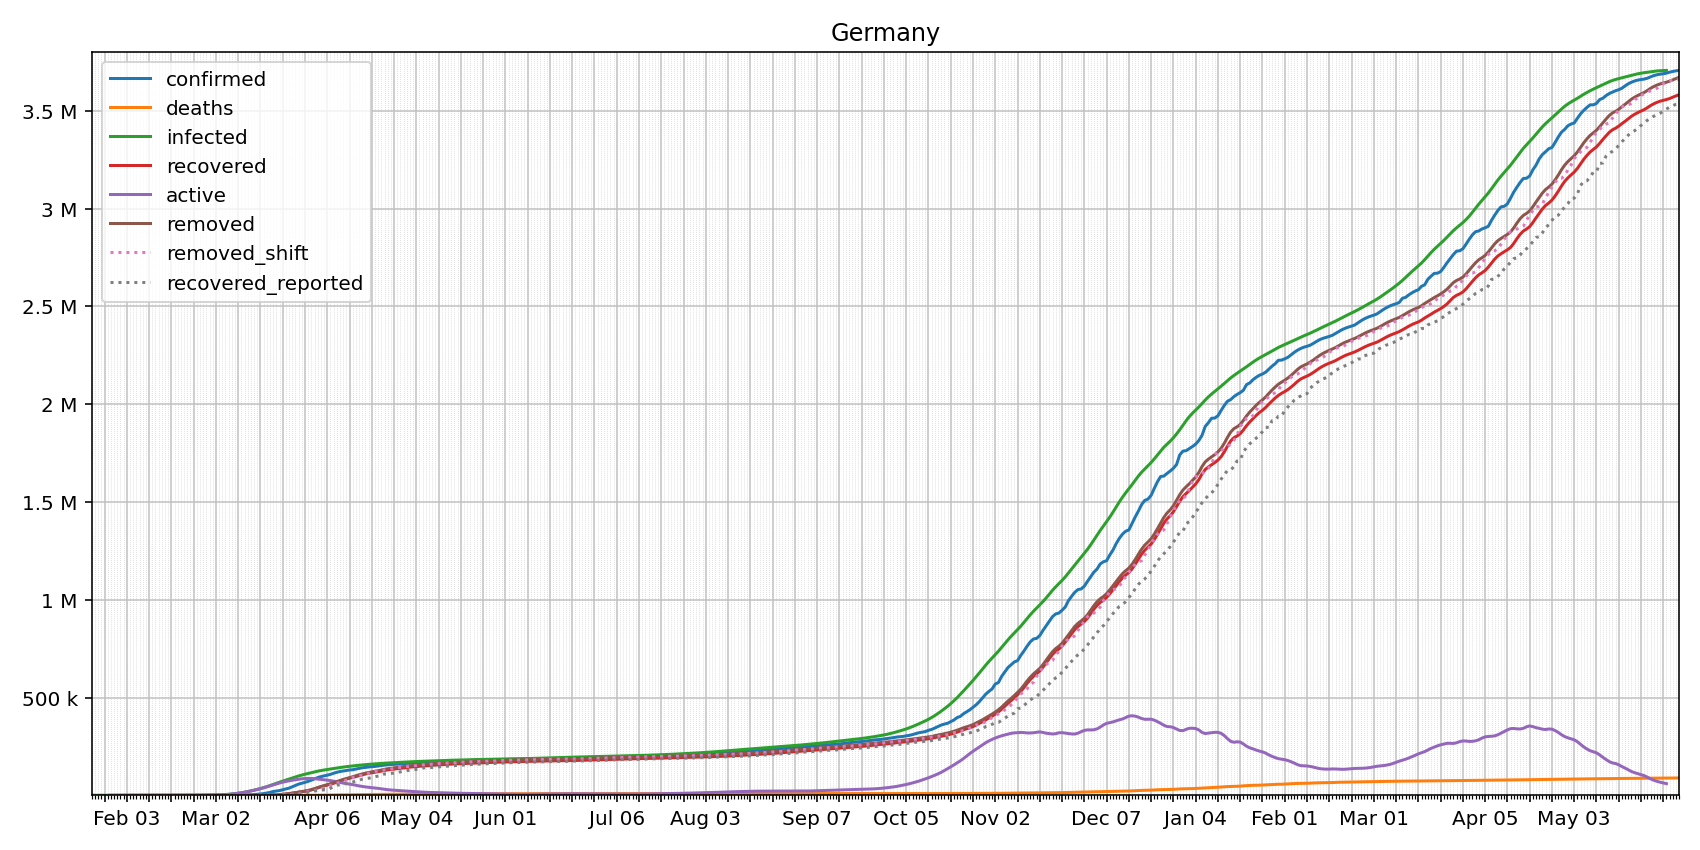 Germany
confirmed
deaths
infected
recovered
active
removed
removed_shift
recovered_reported
3.5 M
3 M
2.5 M
2 M
1.5 M
1 M
500 k
Feb 03 Mar 02 Apr 06 May 04 Jun 01 Jul 06 Aug 03 Sep 07 Oct 05 Nov 02 Dec 07 Jan 04 Feb 01 Mar 01 Apr 05 May 03